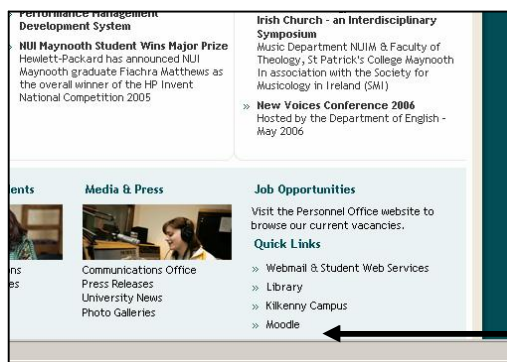 Performance Management
Development System
» NUI Maynooth Student Wins Major Prize
Hewlett-Packard has announced NUI
Maynooth graduate Fiachra Matthews as
the overall winner of the HP Invent
National Competition 2005
Irish Church - an Interdisciplinary
Symposium
Music Department NUIM & Faculty of
Theology, St Patrick's College Maynooth
In association with the Society for
Musicology in Ireland (SMI)
» New Voices Conference 2006
Hosted by the Department of English -
May 2006
ents
ns
es
Media & Press
Communications Office
Press Releases
University News
Photo Galleries
Job Opportunities
Visit the Personnel Office website to
browse our current vacancies.
Quick Links
» Webmail & Student Web Services
» Library
» Kilkenny Campus
» Moodle